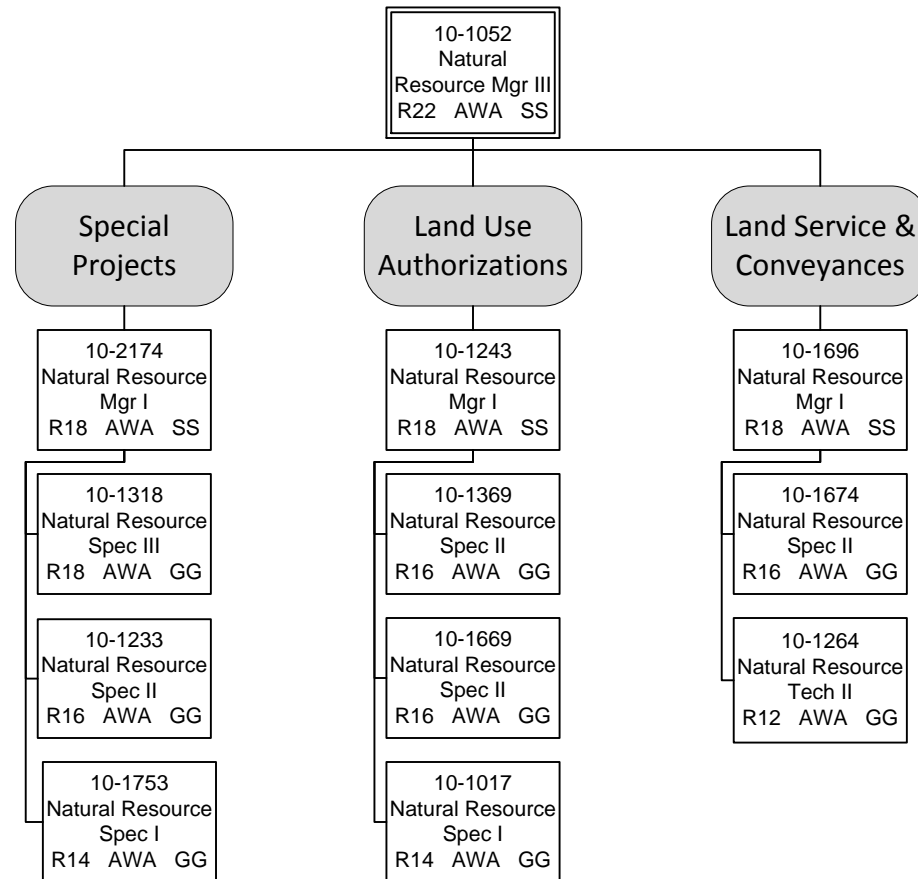 10-1052
Natural
Resource Mgr III
R22 AWA SS
Special
Projects
Land Use
Authorizations
Land Service &
Conveyances
10-2174
Natural Resource
Mgr I
R18 AWA SS
10-1243
Natural Resource
Mgr I
R18 AWA SS
10-1696
Natural Resource
Mgr I
R18 AWA SS
10-1318
Natural Resource
Spec III
R18 AWA GG
10-1369
Natural Resource
Spec II
R16 AWA GG
10-1674
Natural Resource
Spec II
R16 AWA GG
10-1233
Natural Resource
Spec II
R16 AWA GG
10-1669
Natural Resource
Spec II
R16 AWA GG
10-1264
Natural Resource
Tech II
R12 AWA GG
10-1753
Natural Resource
Spec I
R14 AWA GG
10-1017
Natural Resource
Spec I
R14 AWA GG